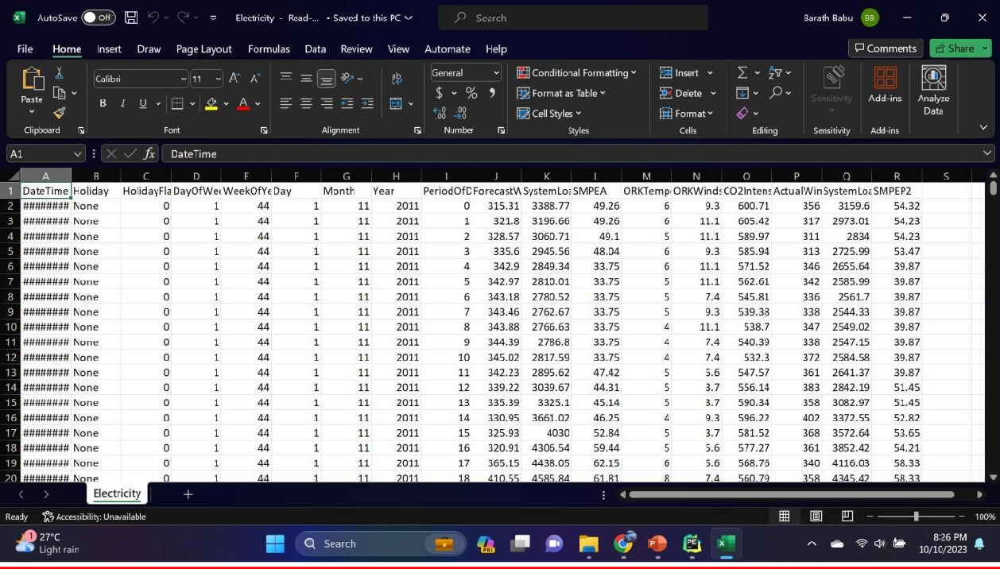 AutoSave Off Electricity - Read-... • Saved to this PC Search Barath Babu BB
File Home Insert Draw Page Layout Formulas Data Review View Automate Help Comments Share
Paste Calibri 11 A A ab General Conditional Formatting Insert Σ Sensitivity Add-ins Analyze Data
B I U A $ % 9 Format as Table Delete
.00 .00 Cell Styles Format
Clipboard Font Alignment Number Styles Cells Editing Sensitivity Add-ins
A1 fx DateTime
A B C D E F G H I J K L M N O P Q R S
1 DateTime Holiday HolidayFla DayOfWee WeekOfYe Day Month Year PeriodOfD ForecastW SystemLoa SMPEA ORKTemp ORKWinds CO2Intens ActualWin SystemLoa SMPEP2
2 ######## None 0 1 44 1 11 2011 0 315.31 3388.77 49.26 6 9.3 600.71 356 3159.6 54.32
3 ######## None 0 1 44 1 11 2011 1 321.8 3196.66 49.26 6 11.1 605.42 317 2973.01 54.23
4 ######## None 0 1 44 1 11 2011 2 328.57 3060.71 49.1 5 11.1 589.97 311 2834 54.23
5 ######## None 0 1 44 1 11 2011 3 335.6 2945.56 48.04 6 9.3 585.94 313 2725.99 53.47
6 ######## None 0 1 44 1 11 2011 4 342.9 2849.34 33.75 6 11.1 571.52 346 2655.64 39.87
7 ######## None 0 1 44 1 11 2011 5 342.97 2810.01 33.75 5 11.1 562.61 342 2585.99 39.87
8 ######## None 0 1 44 1 11 2011 6 343.18 2780.52 33.75 5 7.4 545.81 336 2561.7 39.87
9 ######## None 0 1 44 1 11 2011 7 343.46 2762.67 33.75 5 9.3 539.38 338 2544.33 39.87
10 ######## None 0 1 44 1 11 2011 8 343.88 2766.63 33.75 4 11.1 538.7 347 2549.02 39.87
11 ######## None 0 1 44 1 11 2011 9 344.39 2786.8 33.75 4 7.4 540.39 338 2547.15 39.87
12 ######## None 0 1 44 1 11 2011 10 345.02 2817.59 33.75 4 7.4 532.3 372 2584.58 39.87
13 ######## None 0 1 44 1 11 2011 11 342.23 2895.62 47.42 5 5.6 547.57 361 2641.37 39.87
14 ######## None 0 1 44 1 11 2011 12 339.22 3039.67 44.31 5 3.7 556.14 383 2842.19 51.45
15 ######## None 0 1 44 1 11 2011 13 335.39 3325.1 45.14 5 3.7 590.34 358 3082.97 51.45
16 ######## None 0 1 44 1 11 2011 14 330.95 3661.02 46.25 4 9.3 596.22 402 3372.55 52.82
17 ######## None 0 1 44 1 11 2011 15 325.93 4030 52.84 5 3.7 581.52 368 3572.64 53.65
18 ######## None 0 1 44 1 11 2011 16 320.91 4306.54 59.44 5 5.6 577.27 361 3852.42 54.21
19 ######## None 0 1 44 1 11 2011 17 365.15 4438.05 62.15 6 5.6 568.76 340 4116.03 58.33
20 ######## None 0 1 44 1 11 2011 18 410.55 4585.84 61.81 8 7.4 560.79 358 4345.42 58.33
Electricity
Ready Accessibility: Unavailable 100%
1 27°C Light rain Search PRE PE 8:26 PM 10/10/2023